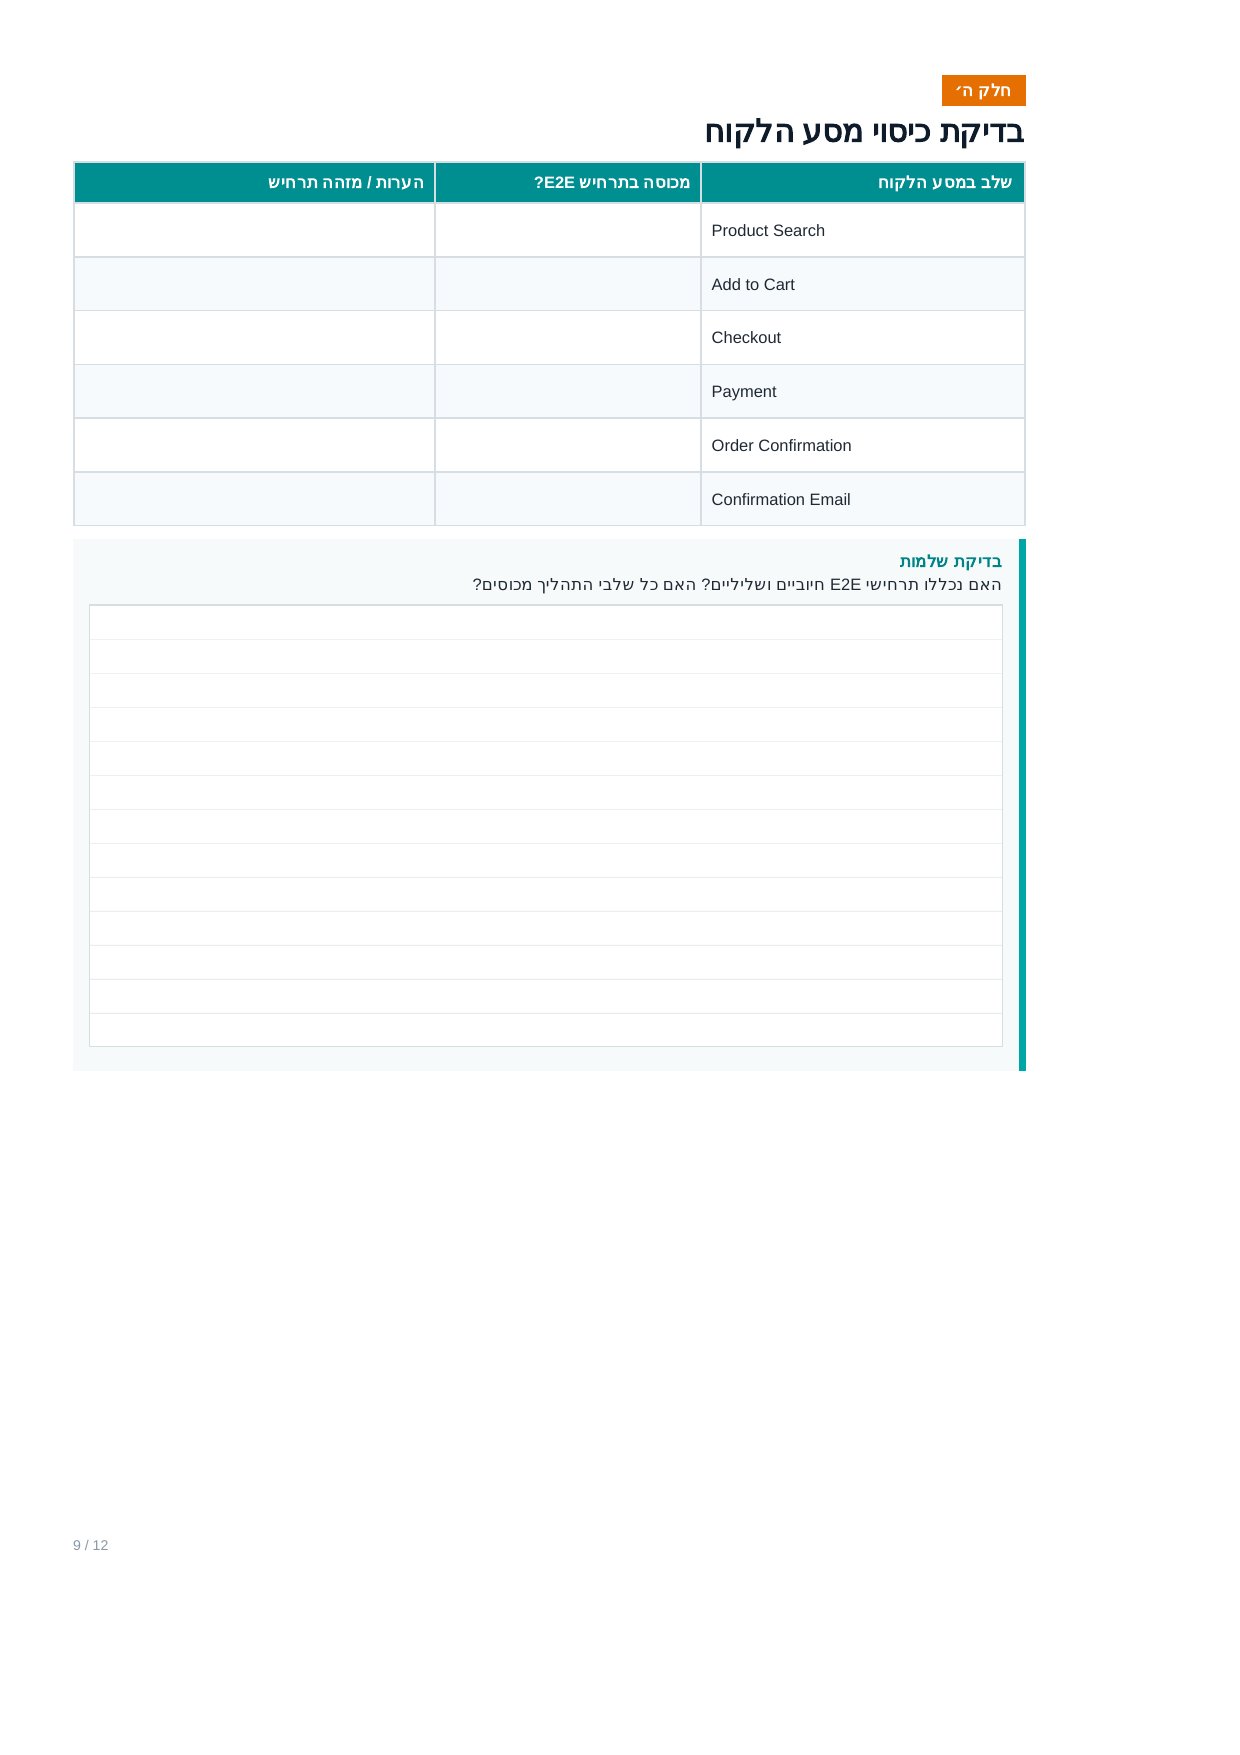 חלק ה׳
בדיקת כיסוי מסע הלקוח
שלב במסע הלקוח מכוסה בתרחיש E2E? הערות / מזהה תרחיש
Product Search
Add to Cart
Checkout
Payment
Order Confirmation
Confirmation Email
בדיקת שלמות
האם נכללו תרחישי E2E חיוביים ושליליים? האם כל שלבי התהליך מכוסים?
9 / 12